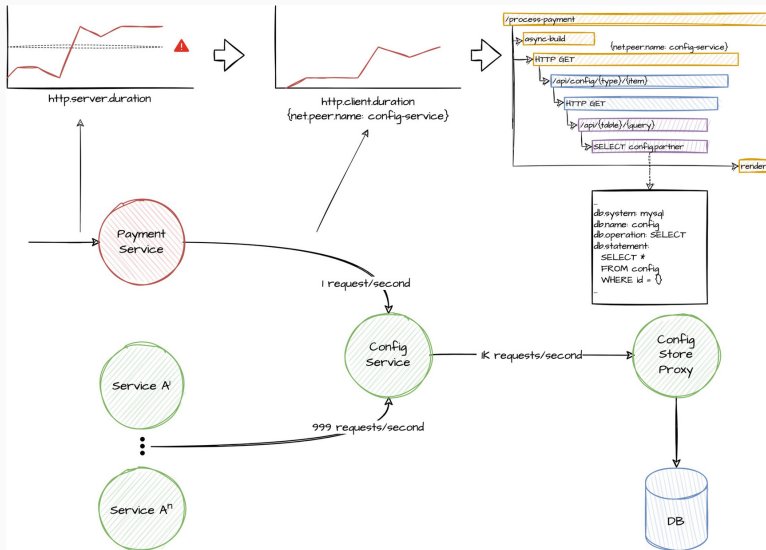 http.server.duration
http.client.duration
{net.peer.name: config-service}
/process-payment
async-build
{net.peer.name: config-service}
HTTP GET
/api/config/{type}/{item}
HTTP GET
/api/{table}/{query}
SELECT config.partner
render
...
db.system: mysql
db.name: config
db.operation: SELECT
db.statement:
SELECT *
FROM config
WHERE id = {}
...
Payment
Service
1 request/second
Config
Service
1K requests/second
Config
Store
Proxy
Service A¹
999 requests/second
Service Aⁿ
DB